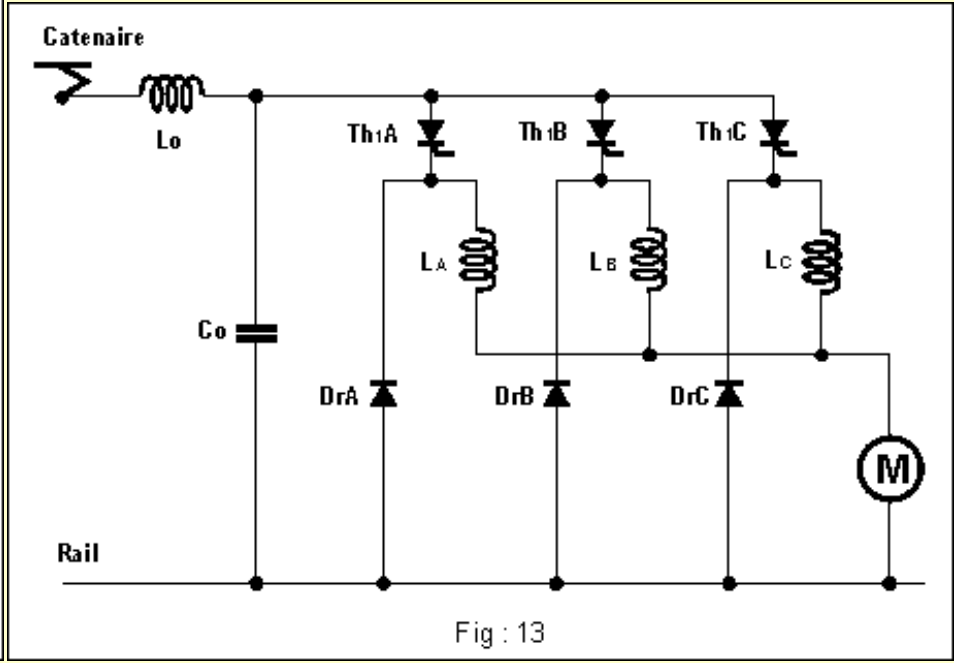 Catenaire
Lo
Th1A
Th1B
Th1C
LA
LB
LC
Co
DrA
DrB
DrC
M
Rail
Fig : 13